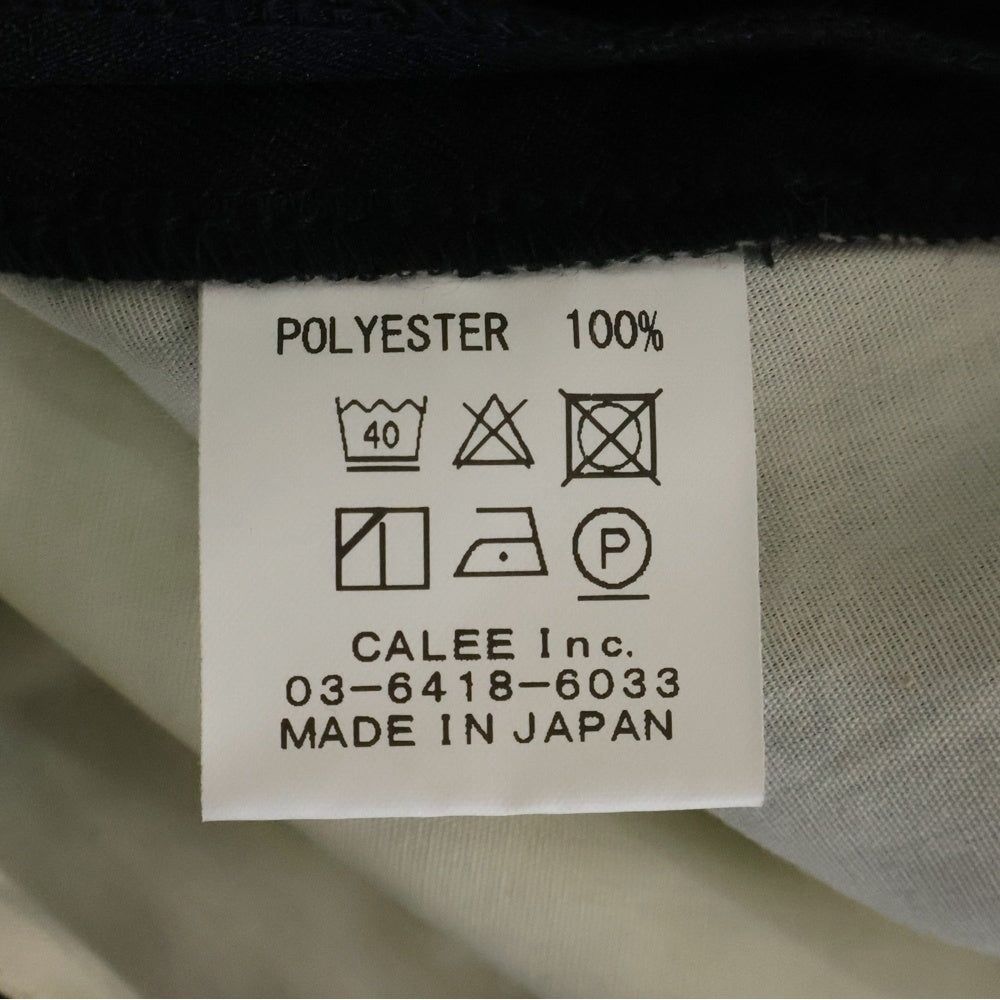 POLYESTER 100%
40
P
CALEE Inc.
03-6418-6033
MADE IN JAPAN